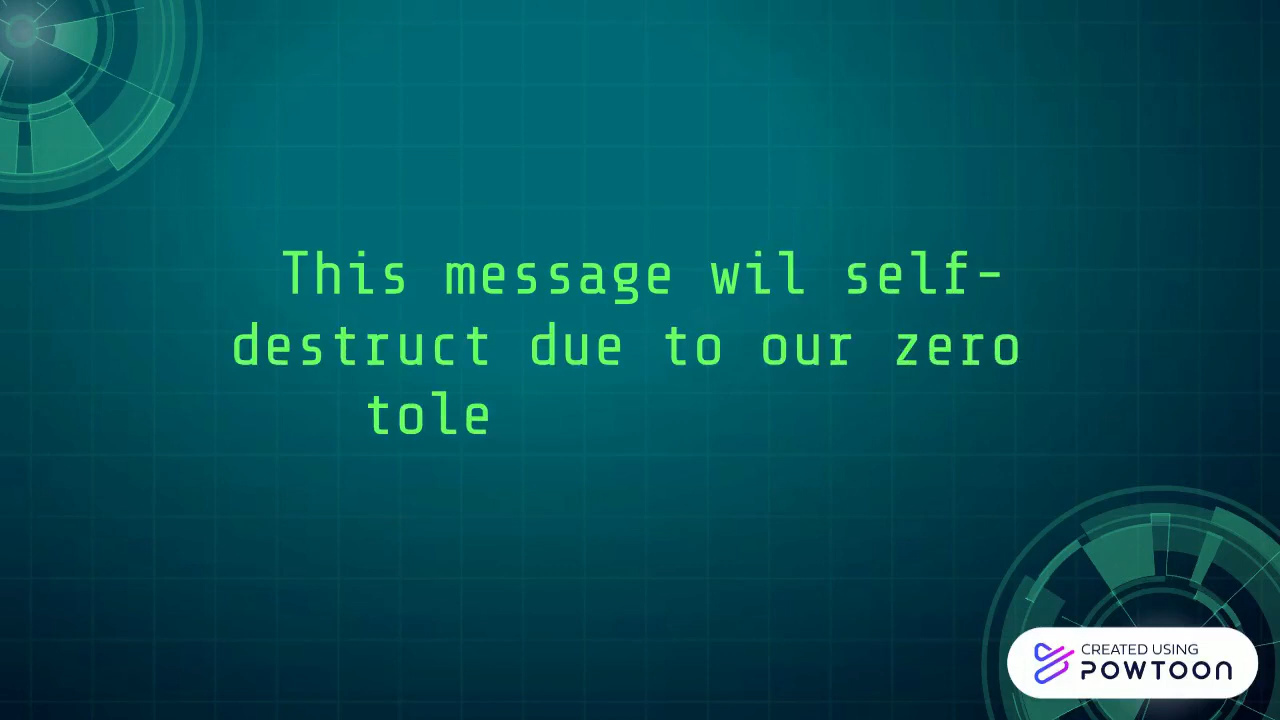 This message wil self-
destruct due to our zero
tole
CREATED USING
POWTOON